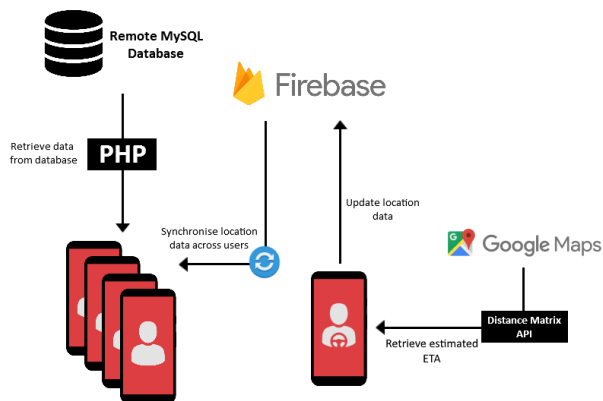 Remote MySQL
Database
Firebase
Retrieve data
from database
PHP
Update location
data
Synchronise location
data across users
G
Google Maps
Distance Matrix
API
Retrieve estimated
ETA